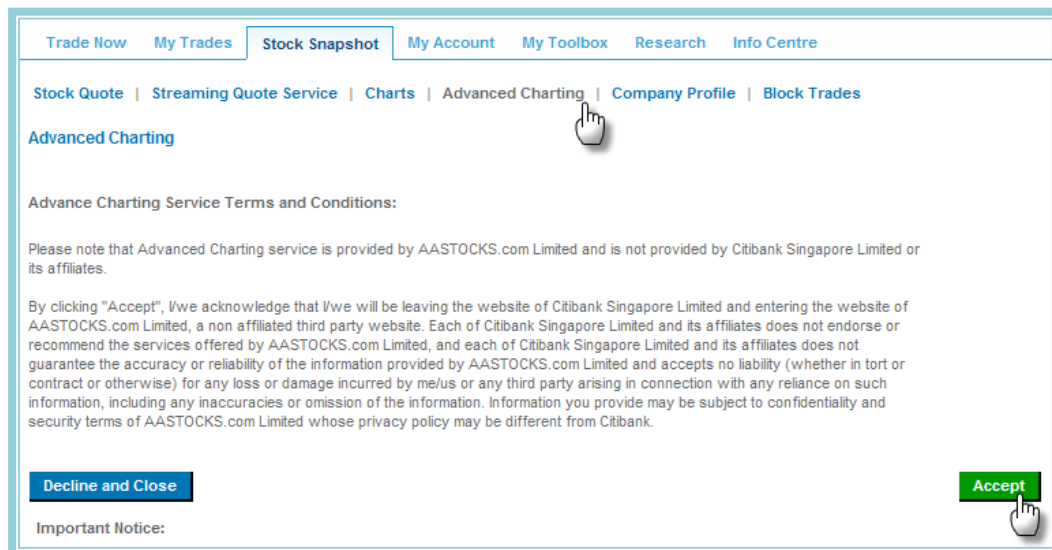 Trade Now My Trades Stock Snapshot My Account My Toolbox Research Info Centre
Stock Quote | Streaming Quote Service | Charts | Advanced Charting | Company Profile | Block Trades
Advanced Charting
Advance Charting Service Terms and Conditions:
Please note that Advanced Charting service is provided by AASTOCKS.com Limited and is not provided by Citibank Singapore Limited or
its affiliates.
By clicking "Accept", I/we acknowledge that I/we will be leaving the website of Citibank Singapore Limited and entering the website of
AASTOCKS.com Limited, a non affiliated third party website. Each of Citibank Singapore Limited and its affiliates does not endorse or
recommend the services offered by AASTOCKS.com Limited, and each of Citibank Singapore Limited and its affiliates does not
guarantee the accuracy or reliability of the information provided by AASTOCKS.com Limited and accepts no liability (whether in tort or
contract or otherwise) for any loss or damage incurred by me/us or any third party arising in connection with any reliance on such
information, including any inaccuracies or omission of the information. Information you provide may be subject to confidentiality and
security terms of AASTOCKS.com Limited whose privacy policy may be different from Citibank.
Decline and Close Accept
Important Notice: